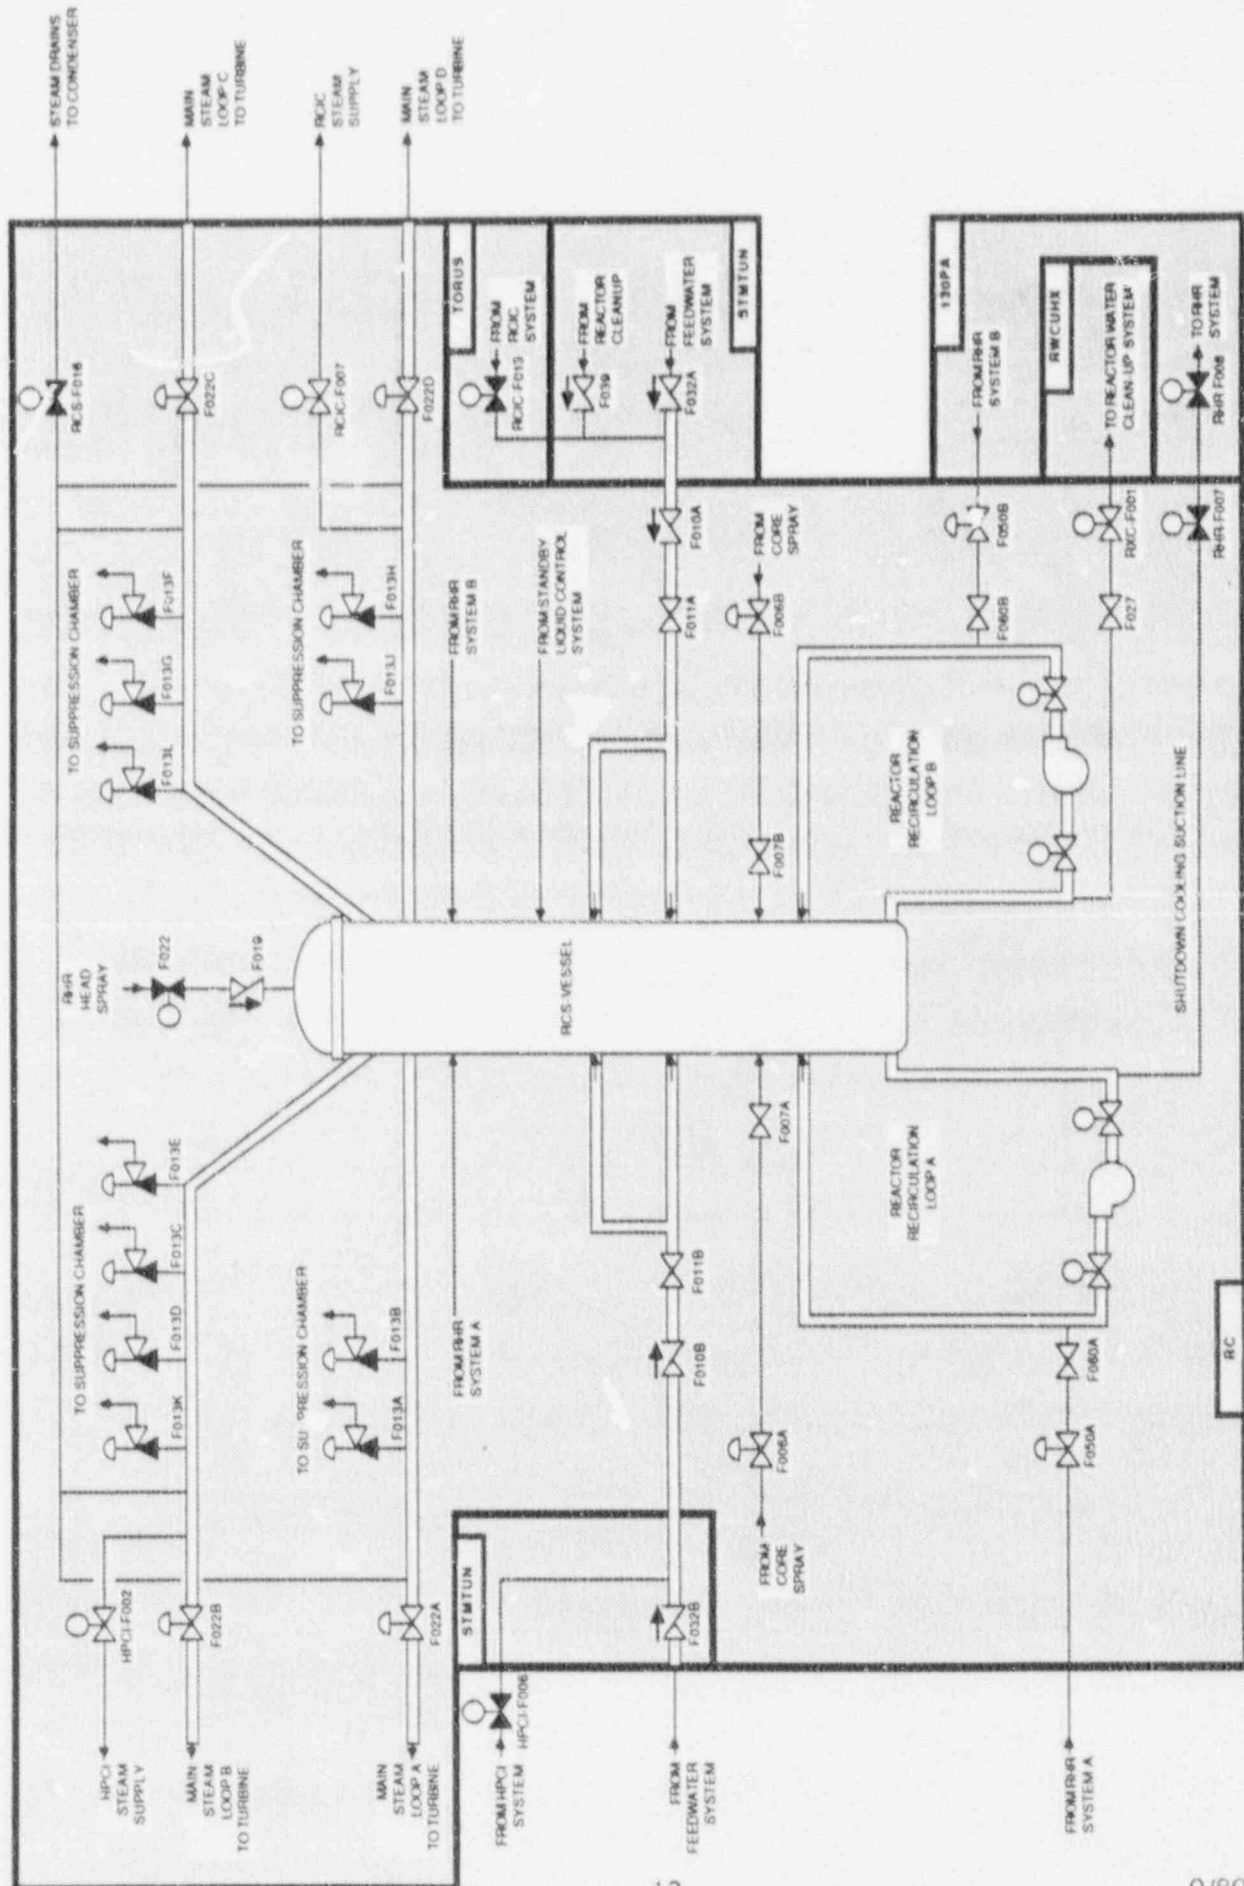 STEAM DRAINS
TO CONDENSER
MAIN
STEAM
LOOP C
TO TURBINE
RCIC
STEAM
SUPPLY
MAIN
STEAM
LOOP D
TO TURBINE
RCS-F016
F022C
RCIC-F007
F022D
TORUS
FROM
RCIC
SYSTEM
RCIC-F013
FROM
REACTOR
CLEANUP
F039
FROM
FEEDWATER
SYSTEM
F032A
STMTUN
130PA
FROM RHR
SYSTEM B
RWCUHX
TO REACTOR WATER
CLEAN-UP SYSTEM
TO RHR
SYSTEM
RHR-F008
TO SUPPRESSION CHAMBER
F013F
F013G
F013L
TO SUPPRESSION CHAMBER
F013H
F013J
FROM RHR
SYSTEM B
FROM STANDBY
LIQUID CONTROL
SYSTEM
F010A
F011A
FROM
CORE
SPRAY
F006B
F007B
F050B
F060B
RXC-F001
F027
RHR-F007
REACTOR
RECIRCULATION
LOOP B
SHUTDOWN COOLING SUCTION LINE
RHR
HEAD
SPRAY
F022
F019
RCS-VESSEL
TO SUPPRESSION CHAMBER
F013E
F013C
F013D
F013K
TO SUPPRESSION CHAMBER
F013B
F013A
FROM RHR
SYSTEM A
F011B
F010B
F007A
F006A
FROM
CORE
SPRAY
REACTOR
RECIRCULATION
LOOP A
F060A
F050A
RC
HPCI-F002
F022B
F022A
STMTUN
F032B
HPCI-F006
HPCI
STEAM
SUPPLY
MAIN
STEAM
LOOP B
TO TURBINE
MAIN
STEAM
LOOP A
TO TURBINE
FROM HPCI
SYSTEM
FROM
FEEDWATER
SYSTEM
FROM RHR
SYSTEM A